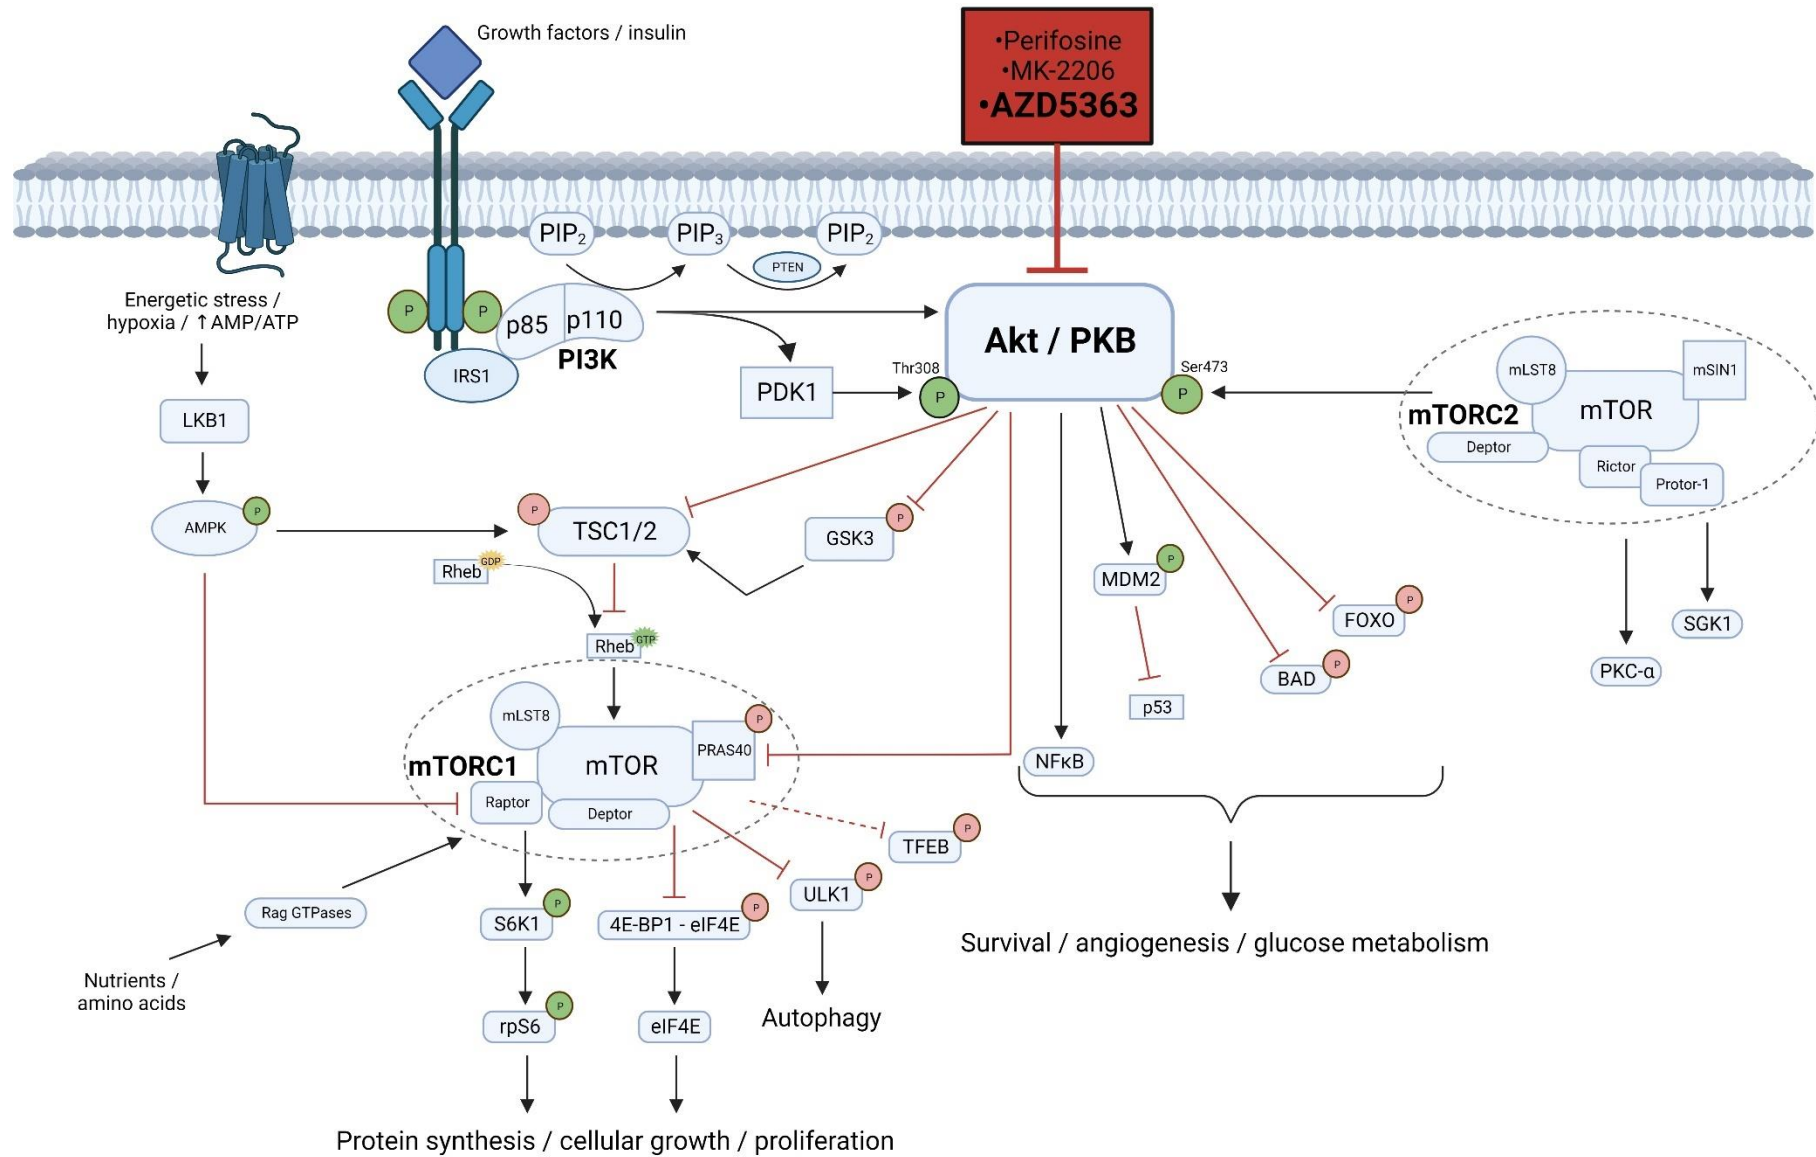 Growth factors / insulin
•Perifosine
•MK-2206
•AZD5363
PIP2
PIP3
PIP2
PTEN
Energetic stress /
hypoxia / ↑AMP/ATP
P
P
p85
p110
PI3K
IRS1
Akt / PKB
Thr308
P
Ser473
P
PDK1
mLST8
mSIN1
mTOR
mTORC2
Deptor
Rictor
Protor-1
LKB1
AMPK
P
P
TSC1/2
GSK3
P
Rheb
GDP
Rheb
GTP
MDM2
P
FOXO
P
BAD
P
p53
NFκB
SGK1
PKC-α
mLST8
mTOR
PRAS40
P
mTORC1
Raptor
Deptor
TFEB
P
ULK1
P
Rag GTPases
S6K1
P
4E-BP1 - eIF4E
P
Nutrients /
amino acids
Survival / angiogenesis / glucose metabolism
rpS6
P
eIF4E
Autophagy
Protein synthesis / cellular growth / proliferation